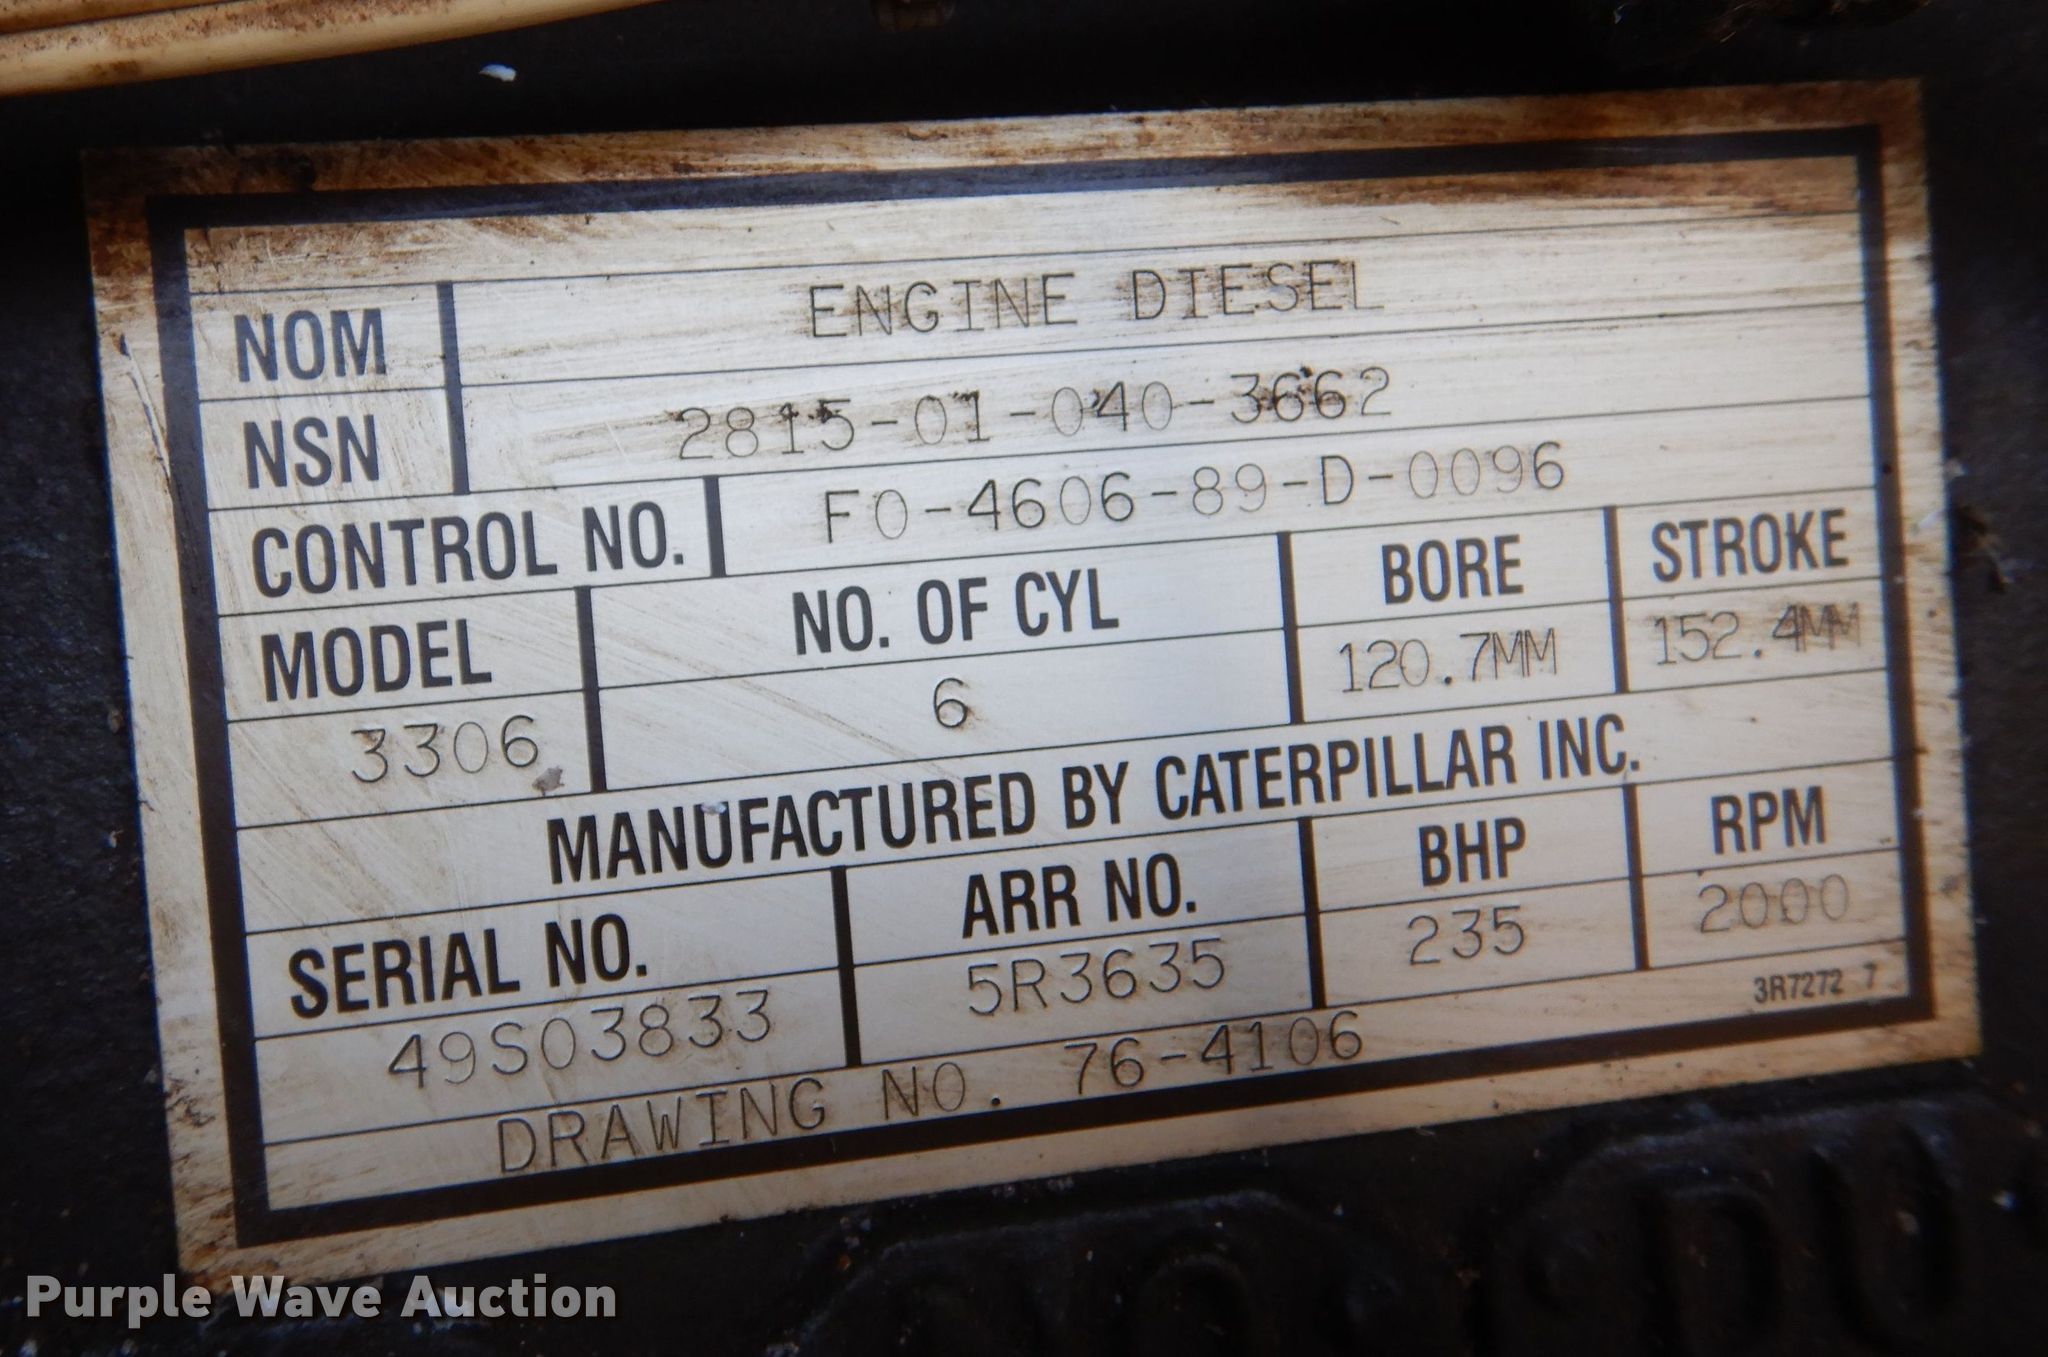 NOM ENGINE DIESEL
NSN 2815-01-040-3662
CONTROL NO. F0-4606-89-D-0096
MODEL NO. OF CYL BORE STROKE
3306 6 120.7MM 152.4MM
MANUFACTURED BY CATERPILLAR INC.
SERIAL NO. ARR NO. BHP RPM
49S03833 5R3635 235 2000
3R7272 7
DRAWING NO. 76-4106
Purple Wave Auction